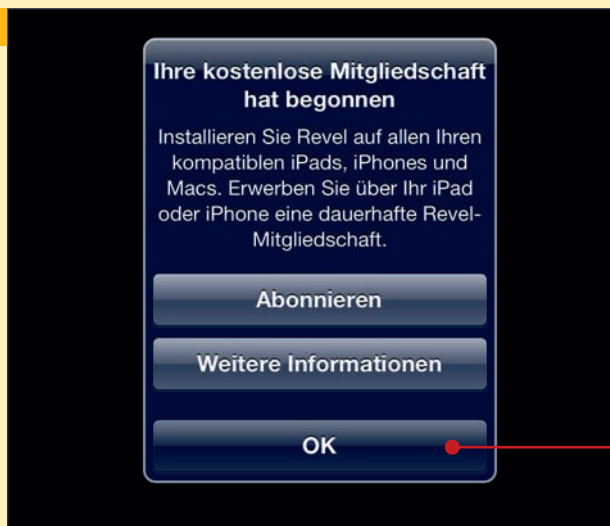 Ihre kostenlose Mitgliedschaft
hat begonnen
Installieren Sie Revel auf allen Ihren
kompatiblen iPads, iPhones und
Macs. Erwerben Sie über Ihr iPad
oder iPhone eine dauerhafte Revel-
Mitgliedschaft.
Abonnieren
Weitere Informationen
OK